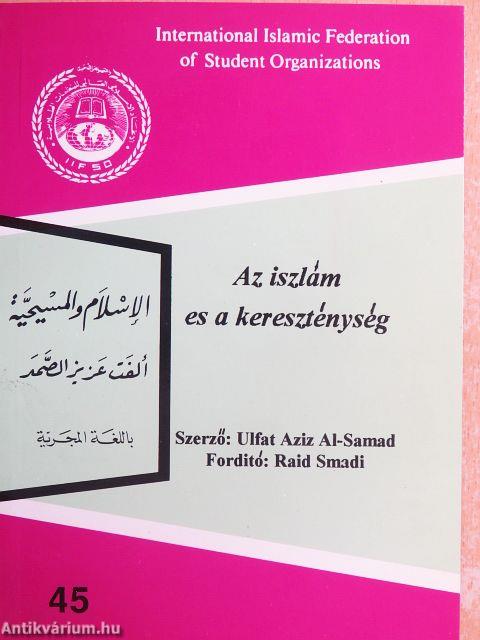 International Islamic Federation
of Student Organizations
IIFSO
Az iszlám
es a kereszténység
الإسلام والمسيحية
ألفت عزيز الصمد
باللغة المجرية
Szerző: Ulfat Aziz Al-Samad
Forditó: Raid Smadi
45
Antikvárium.hu